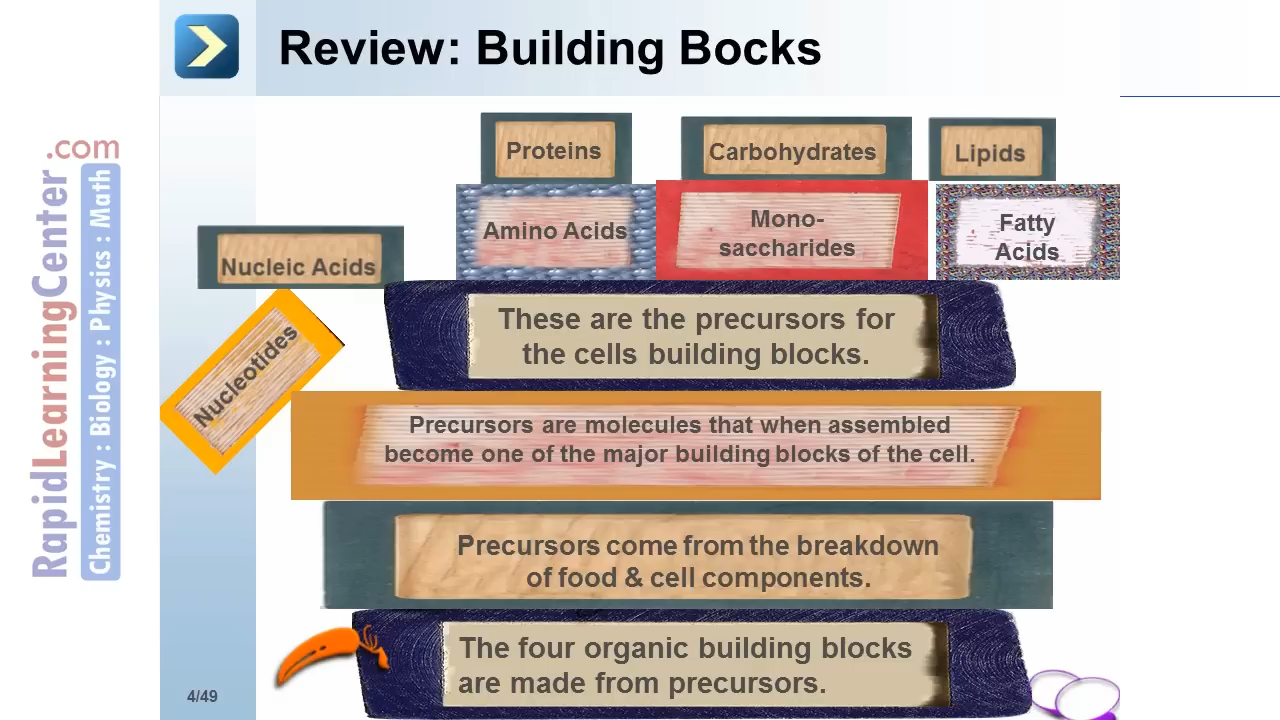 Review: Building Bocks
Proteins
Carbohydrates
Lipids
Amino Acids
Mono-
saccharides
Fatty
Acids
Nucleic Acids
Nucleotides
These are the precursors for
the cells building blocks.
Precursors are molecules that when assembled
become one of the major building blocks of the cell.
Precursors come from the breakdown
of food & cell components.
The four organic building blocks
are made from precursors.
4/49
RapidLearningCenter.com
Chemistry : Biology : Physics : Math